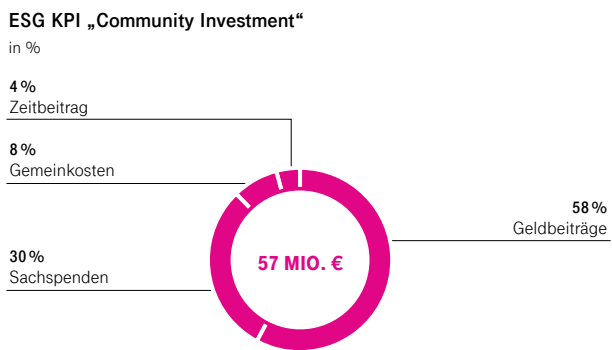 ESG KPI „Community Investment“
in %
4 %
Zeitbeitrag
8 %
Gemeinkosten
58 %
Geldbeiträge
30 %
Sachspenden
57 MIO. €